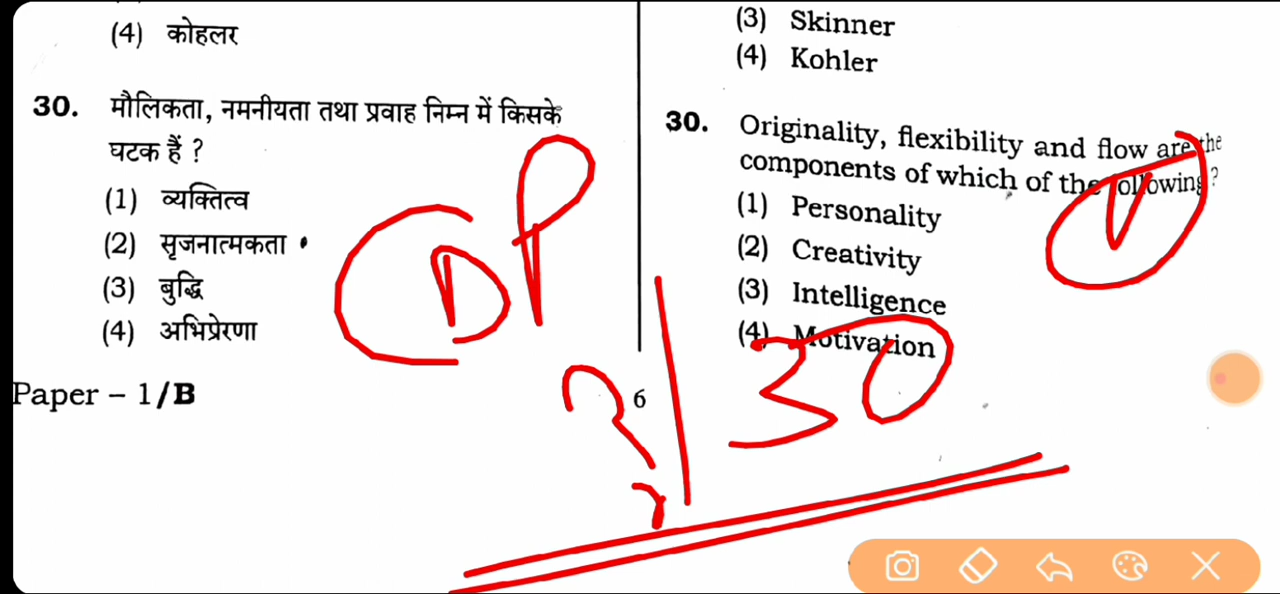 (4) कोहलर
30. मौलिकता, नमनीयता तथा प्रवाह निम्न में किसके
घटक हैं ?
(1) व्यक्तित्व
(2) सृजनात्मकता
(3) बुद्धि
(4) अभिप्रेरणा
Paper – 1/B
6
(3) Skinner
(4) Kohler
30. Originality, flexibility and flow are the
components of which of the following ?
(1) Personality
(2) Creativity
(3) Intelligence
(4) Motivation
CDP
30